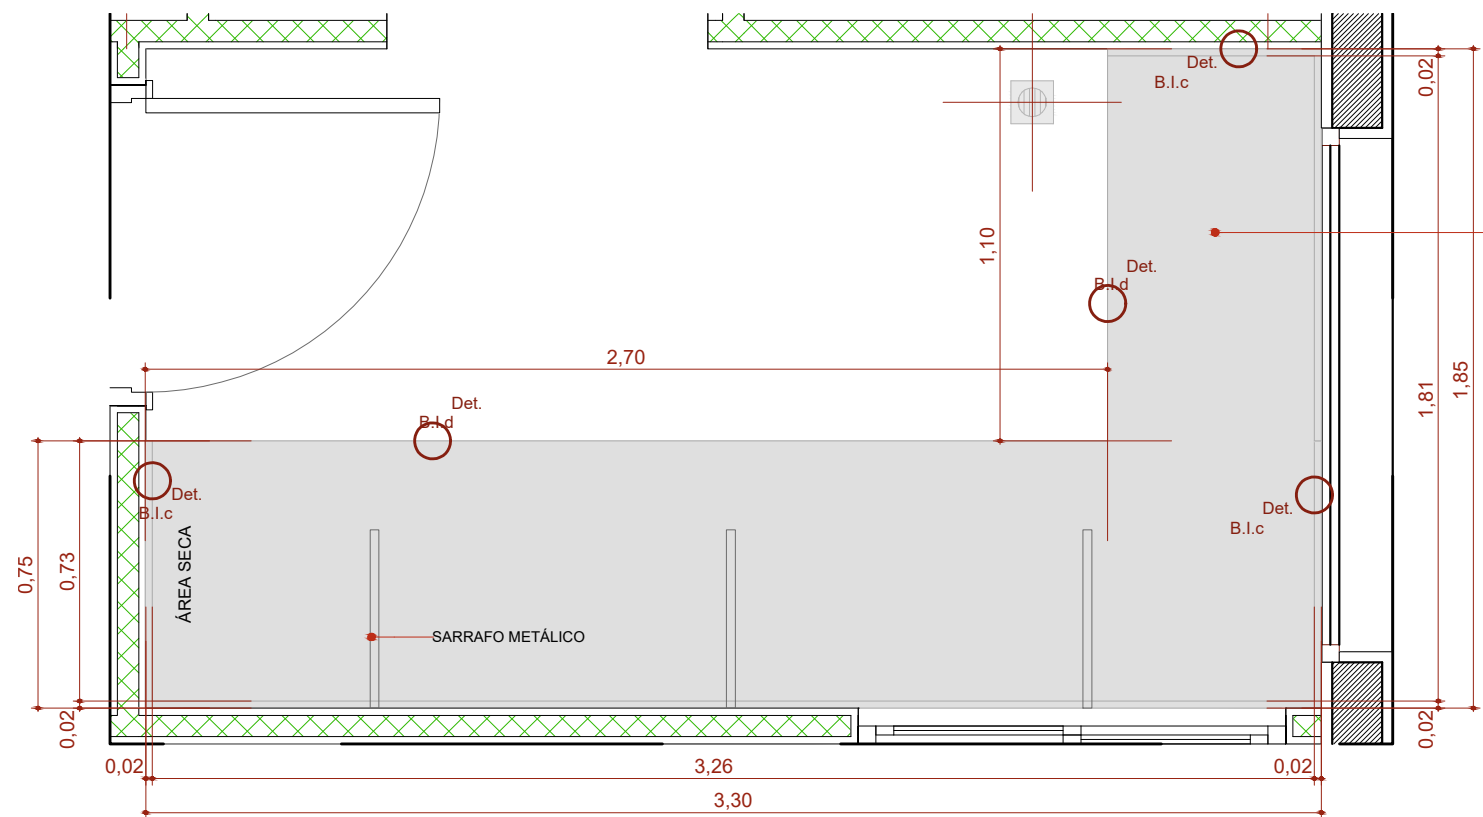 Det.
B.I.c
0,02
1,10
Det.
B.I.d
2,70
1,81
1,85
Det.
B.I.d
Det.
B.I.c
Det.
B.I.c
ÁREA SECA
0,75
0,73
SARRAFO METÁLICO
0,02
0,02
0,02
3,26
0,02
3,30